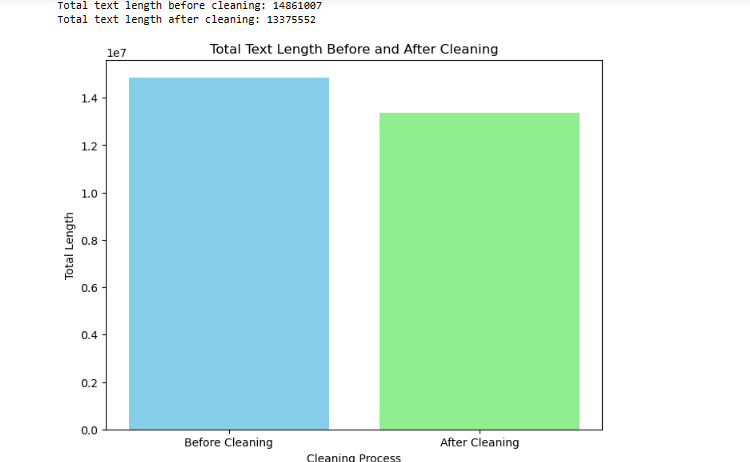 Total text length before cleaning: 14861007
Total text length after cleaning: 13375552
Total Text Length Before and After Cleaning
1e7
1.4
1.2
1.0
0.8
0.6
0.4
0.2
0.0
Total Length
Before Cleaning After Cleaning
Cleaning Process